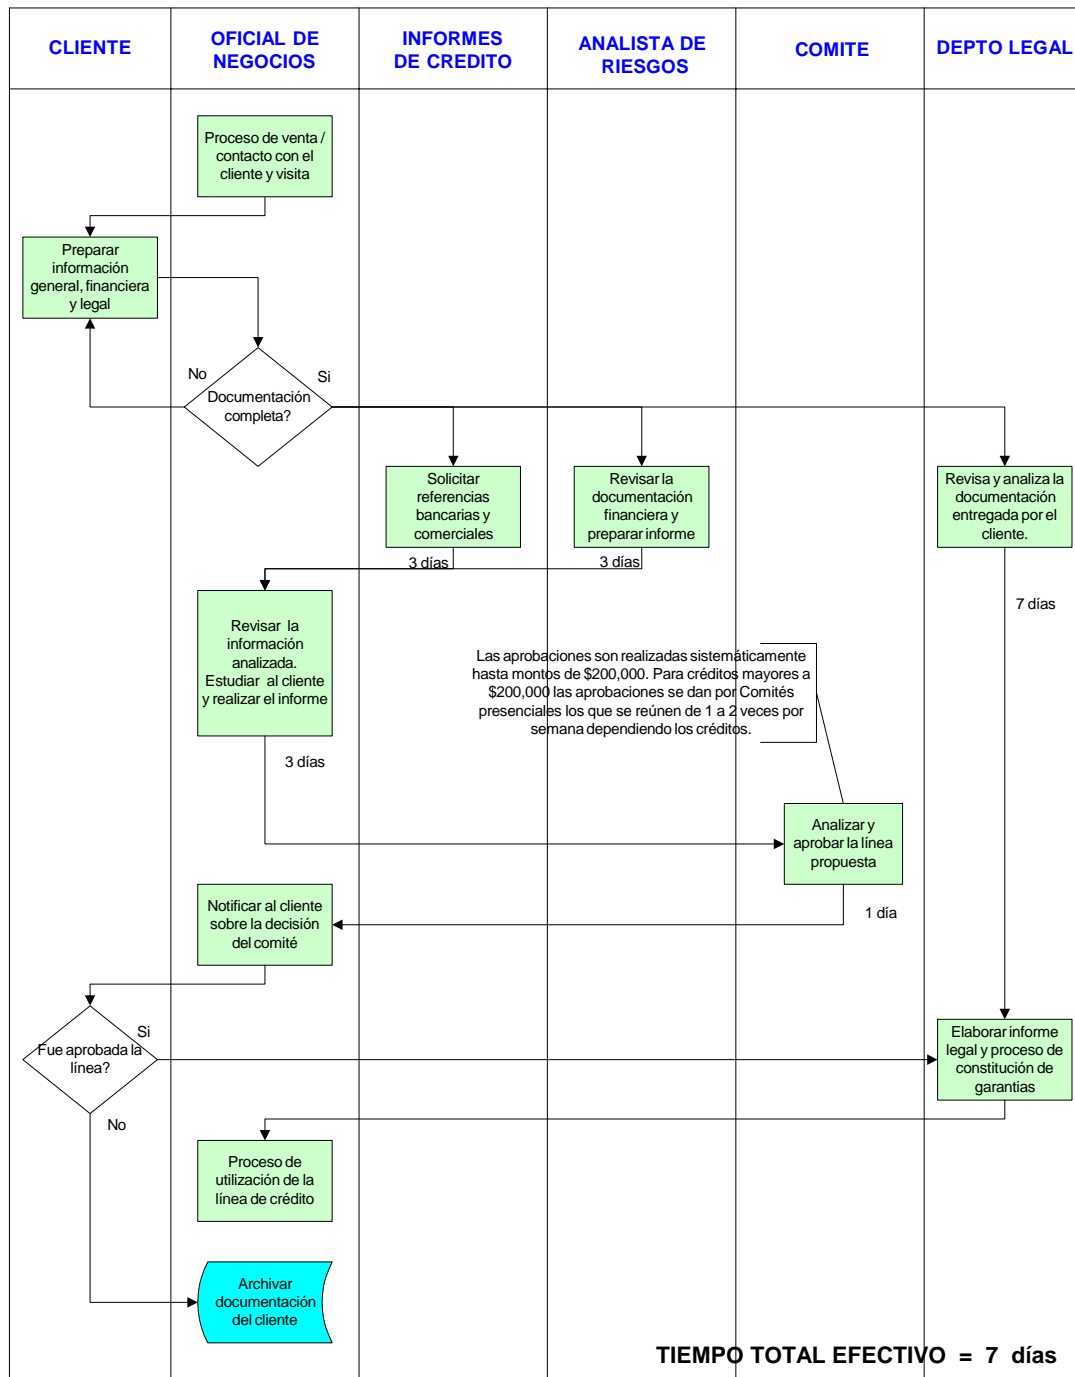 CLIENTE
OFICIAL DE
NEGOCIOS
INFORMES
DE CREDITO
ANALISTA DE
RIESGOS
COMITE
DEPTO LEGAL
Proceso de venta /
contacto con el
cliente y visita
Preparar
información
general, financiera
y legal
No
Si
Documentación
completa?
Solicitar
referencias
bancarias y
comerciales
Revisar la
documentación
financiera y
preparar informe
Revisa y analiza la
documentación
entregada por el
cliente.
3 días
3 días
7 días
Revisar la
información
analizada.
Estudiar al cliente
y realizar el informe
Las aprobaciones son realizadas sistemáticamente
hasta montos de $200,000. Para créditos mayores a
$200,000 las aprobaciones se dan por Comités
presenciales los que se reúnen de 1 a 2 veces por
semana dependiendo los créditos.
3 días
Analizar y
aprobar la línea
propuesta
1 día
Notificar al cliente
sobre la decisión
del comité
Si
Fue aprobada la
línea?
No
Elaborar informe
legal y proceso de
constitución de
garantias
Proceso de
utilización de la
línea de crédito
Archivar
documentación
del cliente
TIEMPO TOTAL EFECTIVO = 7 días